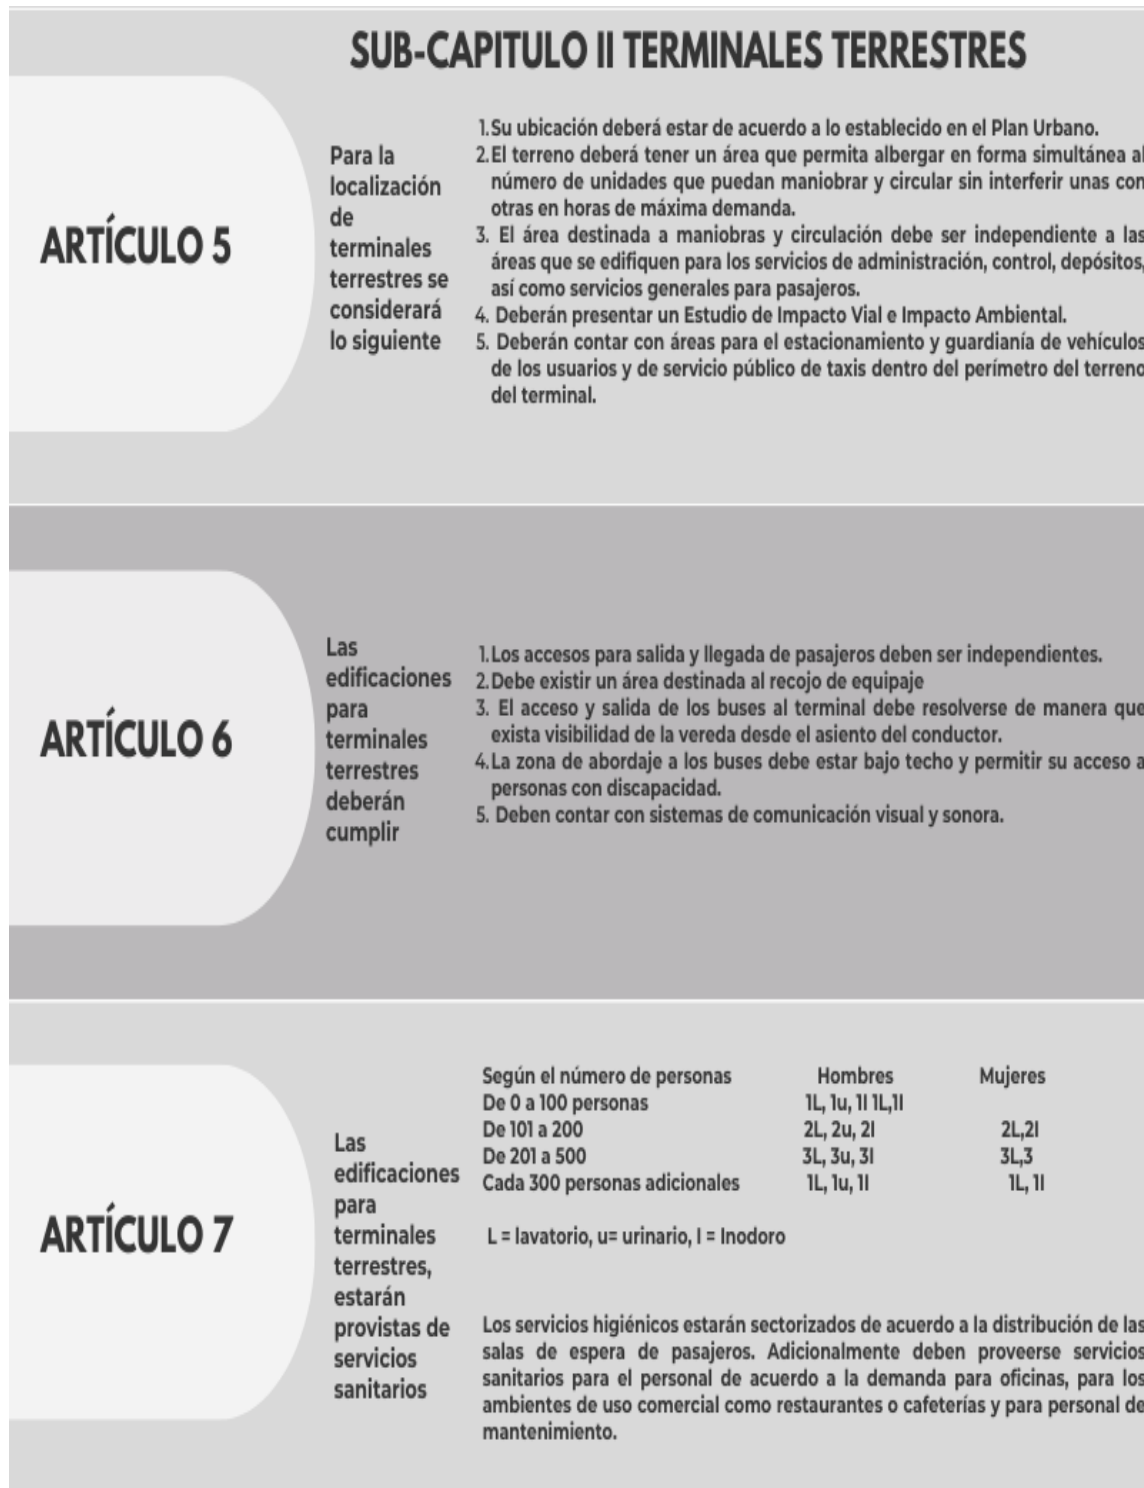 SUB-CAPITULO II TERMINALES TERRESTRES
ARTÍCULO 5
Para la
localización
de
terminales
terrestres se
considerará
lo siguiente
1. Su ubicación deberá estar de acuerdo a lo establecido en el Plan Urbano.
2. El terreno deberá tener un área que permita albergar en forma simultánea al
número de unidades que puedan maniobrar y circular sin interferir unas con
otras en horas de máxima demanda.
3. El área destinada a maniobras y circulación debe ser independiente a las
áreas que se edifiquen para los servicios de administración, control, depósitos,
así como servicios generales para pasajeros.
4. Deberán presentar un Estudio de Impacto Vial e Impacto Ambiental.
5. Deberán contar con áreas para el estacionamiento y guardianía de vehículos
de los usuarios y de servicio público de taxis dentro del perímetro del terreno
del terminal.
ARTÍCULO 6
Las
edificaciones
para
terminales
terrestres
deberán
cumplir
1. Los accesos para salida y llegada de pasajeros deben ser independientes.
2. Debe existir un área destinada al recojo de equipaje
3. El acceso y salida de los buses al terminal debe resolverse de manera que
exista visibilidad de la vereda desde el asiento del conductor.
4. La zona de abordaje a los buses debe estar bajo techo y permitir su acceso a
personas con discapacidad.
5. Deben contar con sistemas de comunicación visual y sonora.
ARTÍCULO 7
Las
edificaciones
para
terminales
terrestres,
estarán
provistas de
servicios
sanitarios
Según el número de personas Hombres Mujeres
De 0 a 100 personas 1L, 1u, 1I 1L,1I
De 101 a 200 2L, 2u, 2I 2L,2I
De 201 a 500 3L, 3u, 3I 3L,3
Cada 300 personas adicionales 1L, 1u, 1I 1L, 1I
L = lavatorio, u= urinario, I = Inodoro
Los servicios higiénicos estarán sectorizados de acuerdo a la distribución de las
salas de espera de pasajeros. Adicionalmente deben proveerse servicios
sanitarios para el personal de acuerdo a la demanda para oficinas, para los
ambientes de uso comercial como restaurantes o cafeterías y para personal de
mantenimiento.